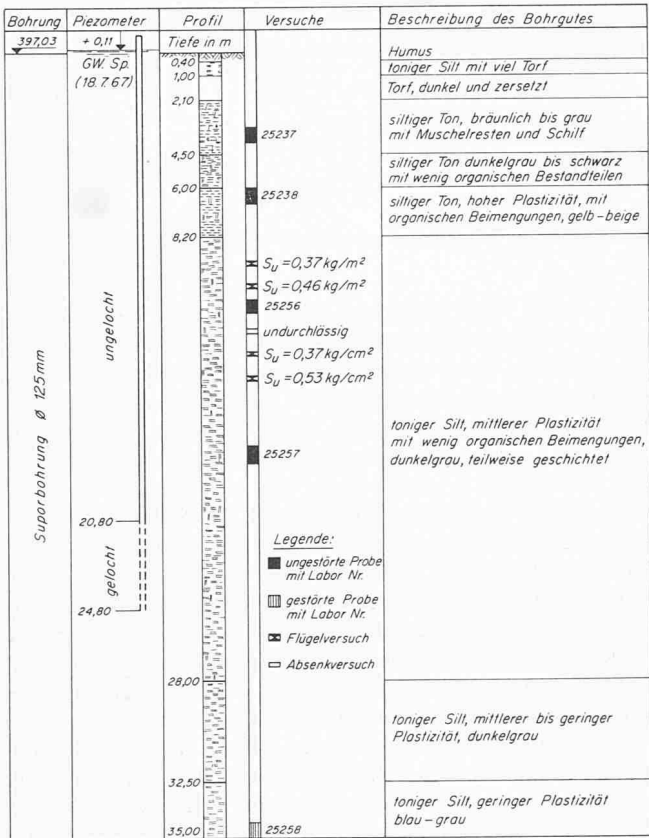 Bohrung Piezometer Profil Versuche Beschreibung des Bohrgutes
397,03 + 0,11 Tiefe in m
GW. Sp.
(18.7.67)
Suporbohrung Ø 125mm
ungelocht
20,80
gelocht
24,80
0,40
1,00
2,10
4,50
6,00
8,20
28,00
32,50
35,00
25237
25238
Su = 0,37 kg/m²
Su = 0,46 kg/m²
25256
undurchlässig
Su = 0,37 kg/cm²
Su = 0,53 kg/cm²
25257
Legende:
ungestörte Probe
mit Labor Nr.
gestörte Probe
mit Labor Nr.
Flügelversuch
Absenkversuch
25258
Humus
toniger Silt mit viel Torf
Torf, dunkel und zersetzt
siltiger Ton, bräunlich bis grau
mit Muschelresten und Schilf
siltiger Ton dunkelgrau bis schwarz
mit wenig organischen Bestandteilen
siltiger Ton, hoher Plastizität, mit
organischen Beimengungen, gelb-beige
toniger Silt, mittlerer Plastizität
mit wenig organischen Beimengungen,
dunkelgrau, teilweise geschichtet
toniger Silt, mittlerer bis geringer
Plastizität, dunkelgrau
toniger Silt, geringer Plastizität
blau-grau